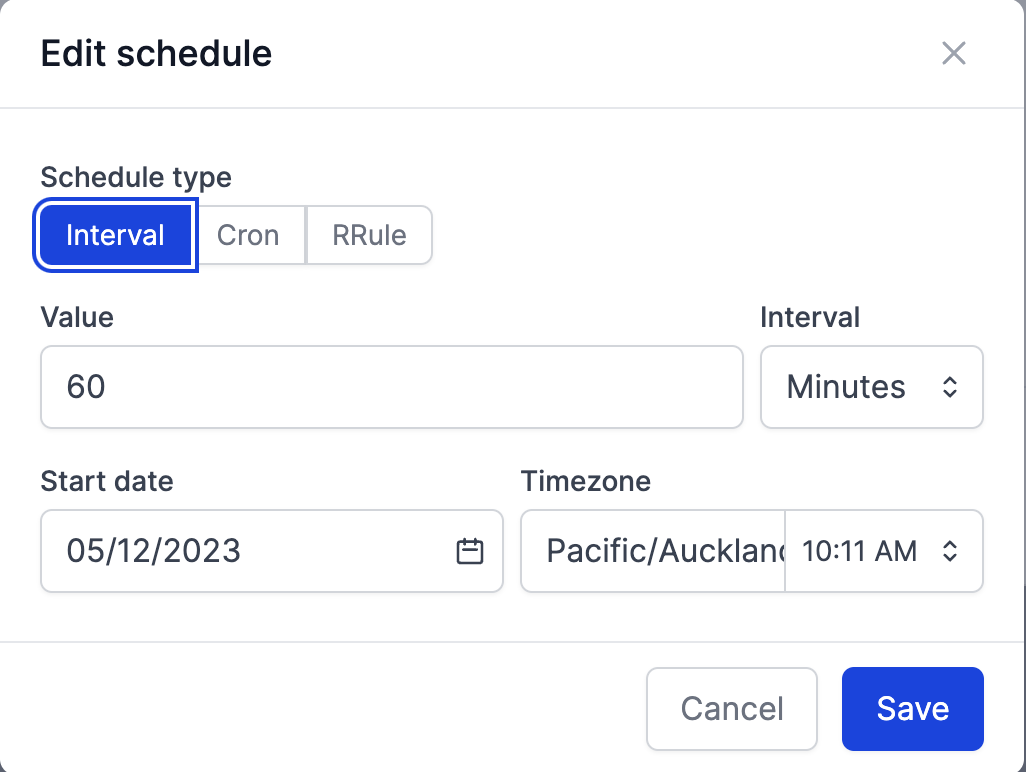 Edit schedule
Schedule type
Interval Cron RRule
Value Interval
60 Minutes
Start date Timezone
05/12/2023 Pacific/Auckland 10:11 AM
Cancel Save